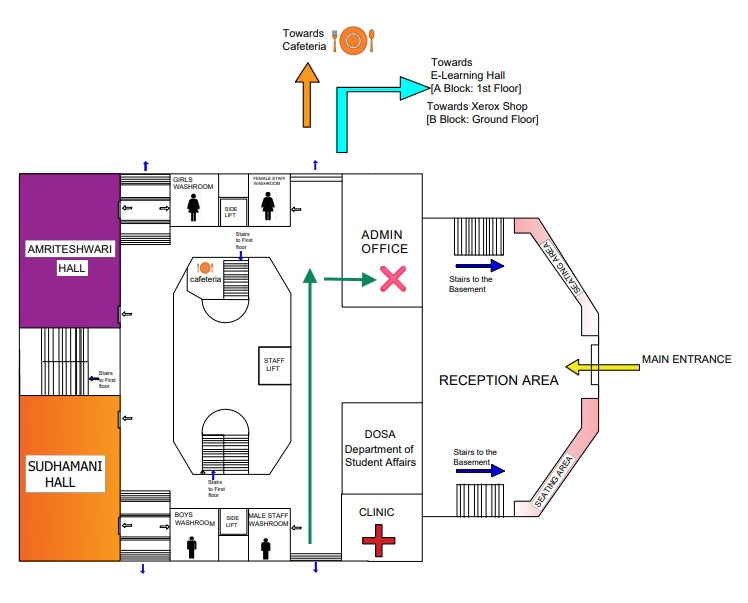 Towards
Cafeteria
Towards
E-Learning Hall
[A Block: 1st Floor]
Towards Xerox Shop
[B Block: Ground Floor]
GIRLS
WASHROOM
SIDE
LIFT
FEMALE STAFF
WASHROOM
AMRITESHWARI
HALL
Stairs
to First
floor
cafeteria
ADMIN
OFFICE
Stairs to the
Basement
SEATING AREA
STAFF
LIFT
Stairs
to First
floor
MAIN ENTRANCE
RECEPTION AREA
SUDHAMANI
HALL
DOSA
Department of
Student Affairs
Stairs to the
Basement
SEATING AREA
Stairs
to First
floor
BOYS
WASHROOM
SIDE
LIFT
MALE STAFF
WASHROOM
CLINIC